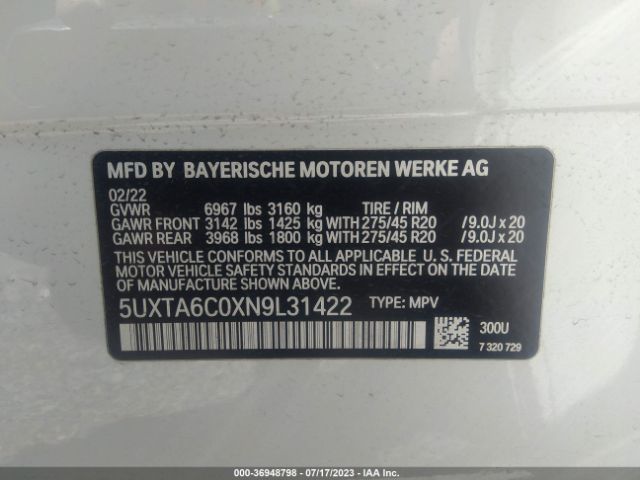 MFD BY BAYERISCHE MOTOREN WERKE AG
02/22
GVWR 6967 lbs 3160 kg TIRE / RIM
GAWR FRONT 3142 lbs 1425 kg WITH 275/45 R20 / 9.0J x 20
GAWR REAR 3968 lbs 1800 kg WITH 275/45 R20 / 9.0J x 20
THIS VEHICLE CONFORMS TO ALL APPLICABLE U. S. FEDERAL
MOTOR VEHICLE SAFETY STANDARDS IN EFFECT ON THE
DATE OF MANUFACTURE SHOWN ABOVE.
5UXTA6C0XN9L31422 TYPE: MPV
300U
7 320 729
000-36948798 - 07/17/2023 - IAA Inc.